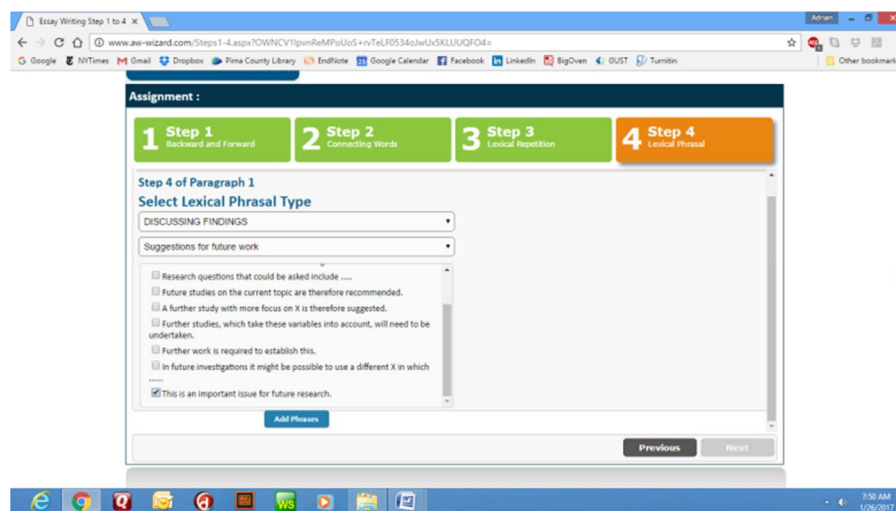 Essay Writing Step 1 to 4
Adrian
www.aw-wizard.com/Steps1-4.aspx?OWNCV1IpvnReMPoUoS+rvTeLF0534oJwUx5KLUUQFO4=
Google NYTimes Gmail Dropbox Pima County Library EndNote Google Calendar Facebook LinkedIn BigOven GUST Turnitin Other bookmark
Assignment :
1 Step 1 2 Step 2 3 Step 3 4 Step 4
Backward and Forward Connecting Words Lexical Repetition Lexical Phrasal
Step 4 of Paragraph 1
Select Lexical Phrasal Type
DISCUSSING FINDINGS
Suggestions for future work
Research questions that could be asked include .....
Future studies on the current topic are therefore recommended.
A further study with more focus on X is therefore suggested.
Further studies, which take these variables into account, will need to be
undertaken.
Further work is required to establish this.
In future investigations it might be possible to use a different X in which
......
This is an important issue for future research.
Add Phrases
Previous Next
WS
7:50 AM
1/26/2017